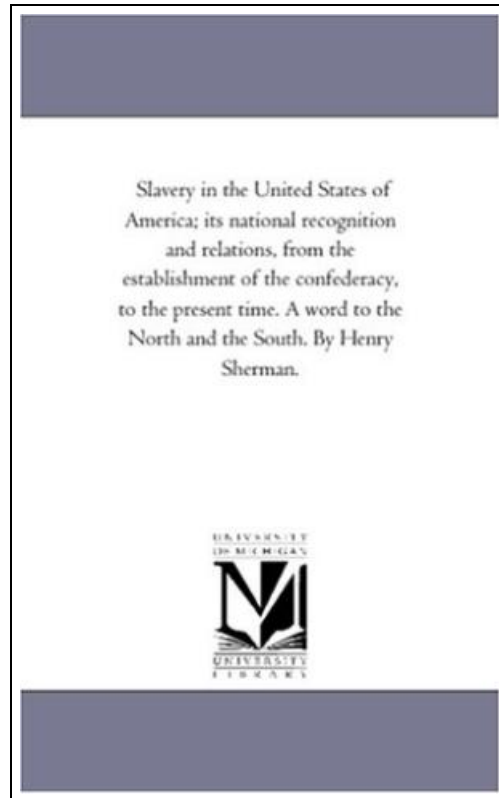 Slavery in the United States of
America; its national recognition
and relations, from the
establishment of the confederacy,
to the present time. A word to the
North and the South. By Henry
Sherman.
UNIVERSITY
OF MICHIGAN
UNIVERSITY
LIBRARY